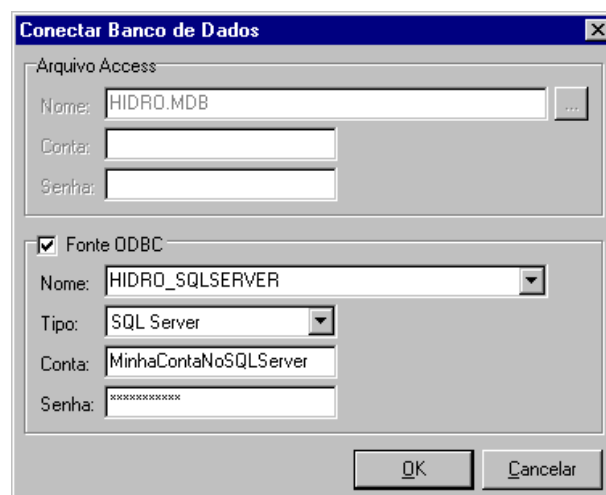 Conectar Banco de Dados
Arquivo Access
Nome: HIDRO.MDB ...
Conta:
Senha:
Fonte ODBC
Nome: HIDRO_SQLSERVER
Tipo: SQL Server
Conta: MinhaContaNoSQLServer
Senha: ***********
OK Cancelar